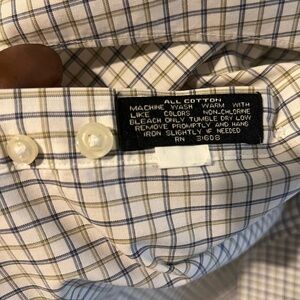 ALL COTTON
MACHINE WASH WARM WITH
LIKE COLORS NON-CHLORINE
BLEACH ONLY TUMBLE DRY LOW
REMOVE PROMPTLY AND HANG
IRON SLIGHTLY IF NEEDED
RN 31608